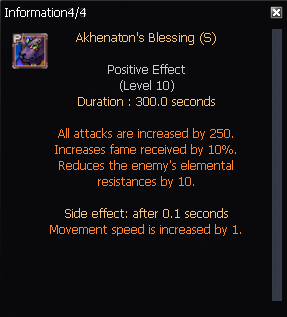 Information4/4
Akhenaton's Blessing (S)
P
Positive Effect
(Level 10)
Duration : 300.0 seconds
All attacks are increased by 250.
Increases fame received by 10%.
Reduces the enemy's elemental
resistances by 10.
Side effect: after 0.1 seconds
Movement speed is increased by 1.